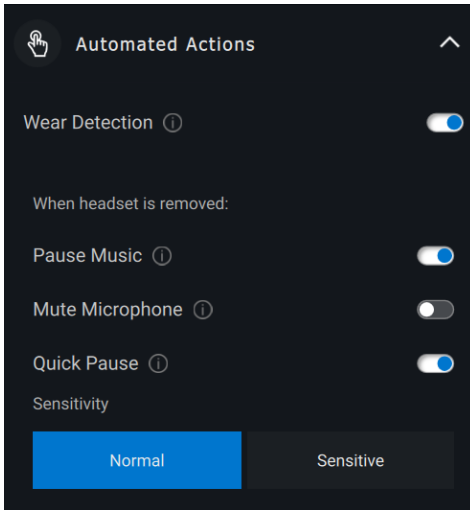 Automated Actions
Wear Detection
When headset is removed:
Pause Music
Mute Microphone
Quick Pause
Sensitivity
Normal Sensitive